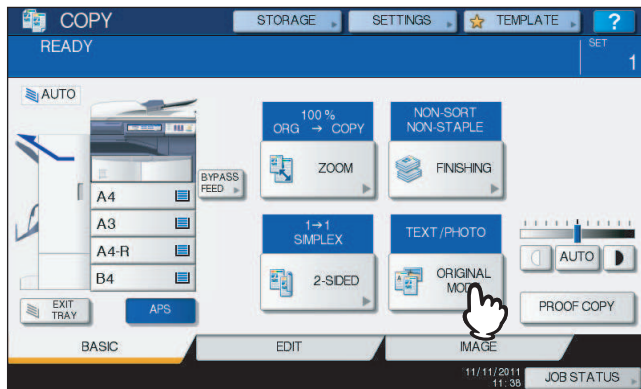 COPY
STORAGE
SETTINGS
TEMPLATE
?
READY
SET
1
AUTO
100 %
ORG → COPY
NON-SORT
NON-STAPLE
ZOOM
FINISHING
BYPASS
FEED
A4
A3
A4-R
B4
1→1
SIMPLEX
TEXT/PHOTO
2-SIDED
ORIGINAL
AUTO
EXIT
TRAY
APS
PROOF COPY
BASIC
EDIT
IMAGE
11/11/2011
11:38
JOB STATUS